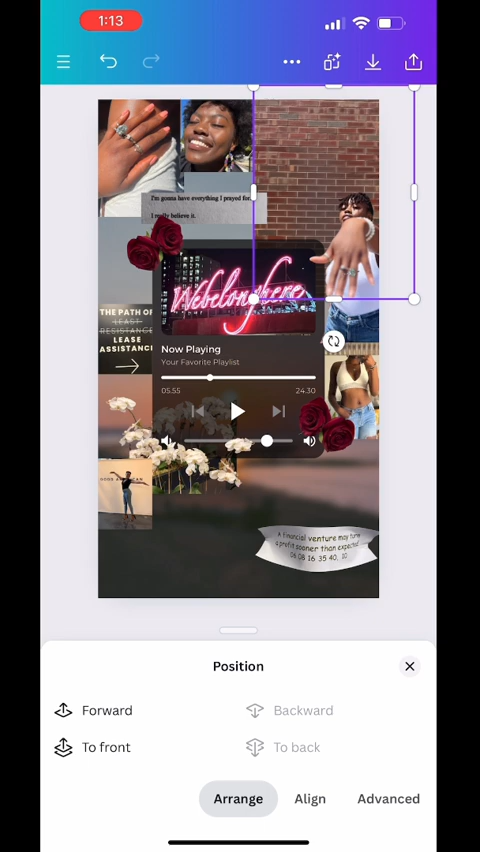 1:13
I'm gonna have everything I prayed for.
I really believe it.
Webelonghere
THE PATH OF
LEAST
RESISTANCE
LEASE
ASSISTANCE
Now Playing
Your Favorite Playlist
05.55 24.30
A financial venture may turn
a profit sooner than expected
Position
Forward
Backward
To front
To back
Arrange
Align
Advanced